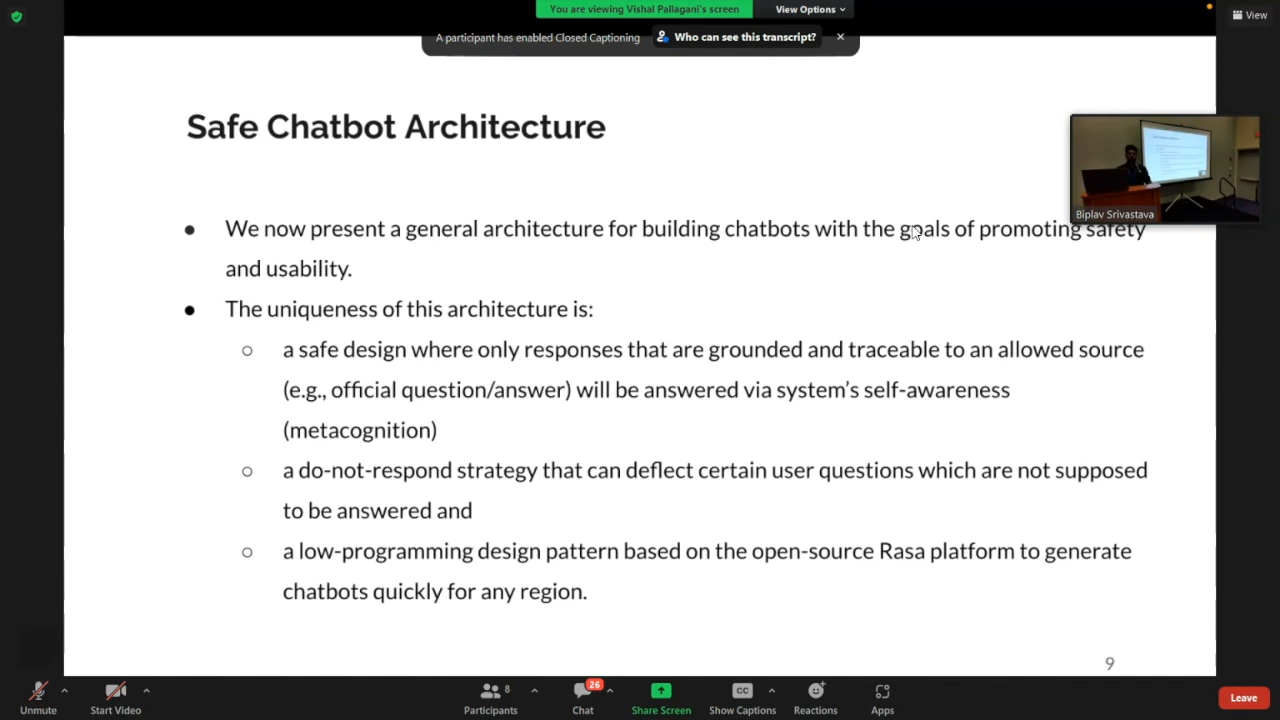 You are viewing Vishal Pallagani's screen
View Options
View
A participant has enabled Closed Captioning
Who can see this transcript?
Safe Chatbot Architecture
Biplav Srivastava
● We now present a general architecture for building chatbots with the goals of promoting safety
and usability.
● The uniqueness of this architecture is:
○ a safe design where only responses that are grounded and traceable to an allowed source
(e.g., official question/answer) will be answered via system’s self-awareness
(metacognition)
○ a do-not-respond strategy that can deflect certain user questions which are not supposed
to be answered and
○ a low-programming design pattern based on the open-source Rasa platform to generate
chatbots quickly for any region.
9
Unmute
Start Video
Participants 8
Chat 26
Share Screen
CC Show Captions
Reactions
Apps
Leave